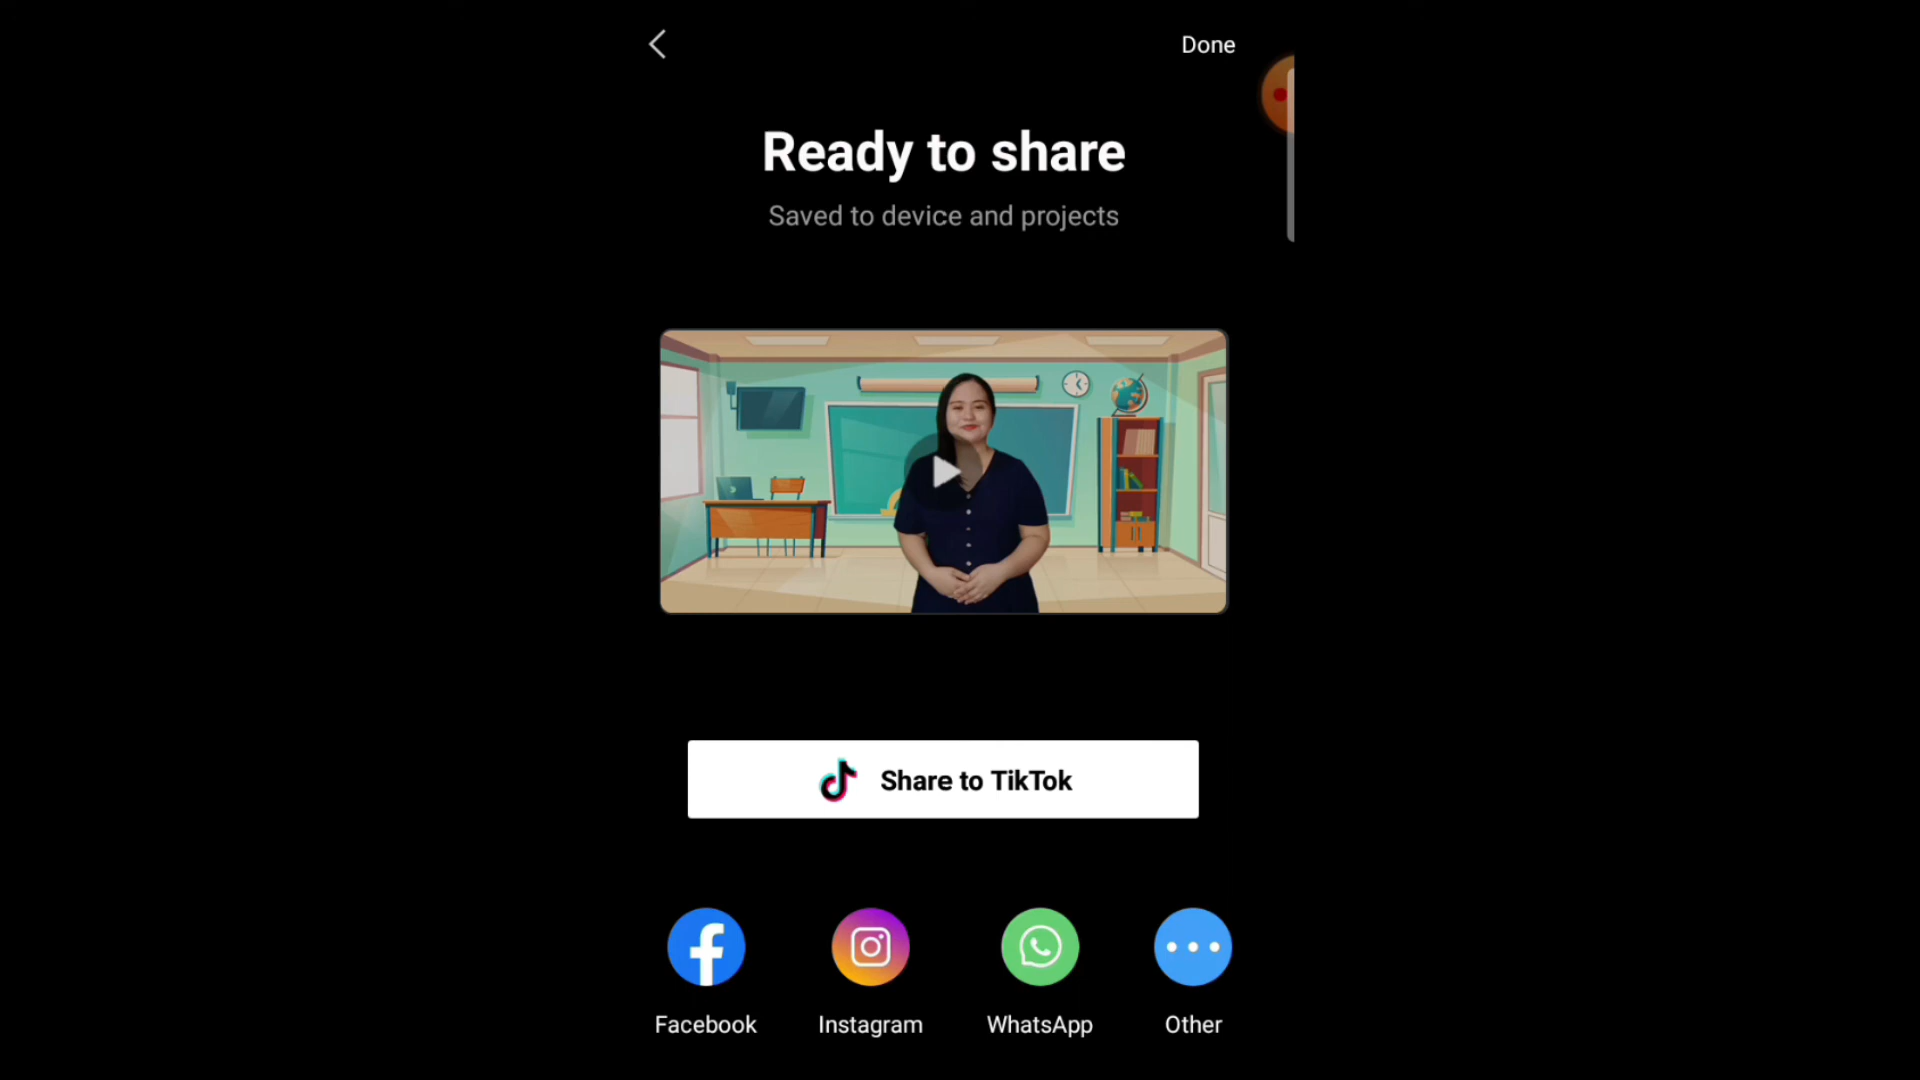 Done
Ready to share
Saved to device and projects
Share to TikTok
Facebook
Instagram
WhatsApp
Other